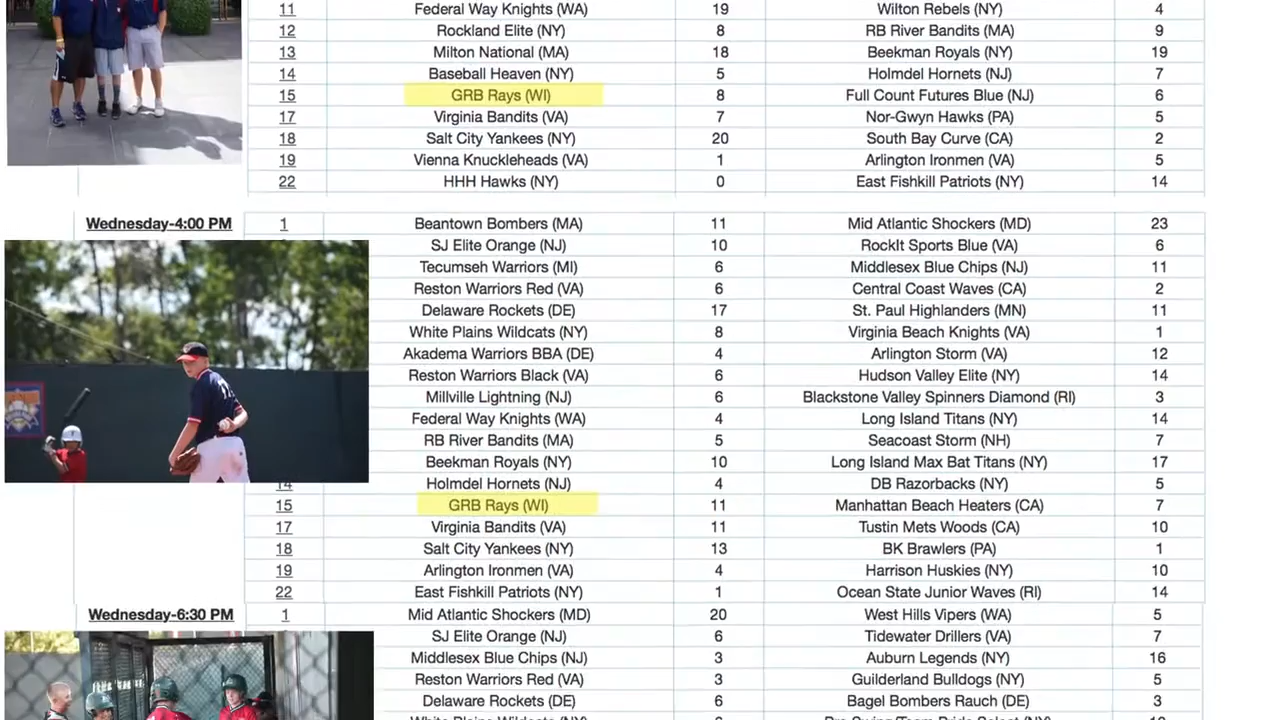 11 Federal Way Knights (WA) 19 Wilton Rebels (NY) 4
12 Rockland Elite (NY) 8 RB River Bandits (MA) 9
13 Milton National (MA) 18 Beekman Royals (NY) 19
14 Baseball Heaven (NY) 5 Holmdel Hornets (NJ) 7
15 GRB Rays (WI) 8 Full Count Futures Blue (NJ) 6
17 Virginia Bandits (VA) 7 Nor-Gwyn Hawks (PA) 5
18 Salt City Yankees (NY) 20 South Bay Curve (CA) 2
19 Vienna Knuckleheads (VA) 1 Arlington Ironmen (VA) 5
22 HHH Hawks (NY) 0 East Fishkill Patriots (NY) 14
Wednesday-4:00 PM 1 Beantown Bombers (MA) 11 Mid Atlantic Shockers (MD) 23
SJ Elite Orange (NJ) 10 RockIt Sports Blue (VA) 6
Tecumseh Warriors (MI) 6 Middlesex Blue Chips (NJ) 11
Reston Warriors Red (VA) 6 Central Coast Waves (CA) 2
Delaware Rockets (DE) 17 St. Paul Highlanders (MN) 11
White Plains Wildcats (NY) 8 Virginia Beach Knights (VA) 1
Akadema Warriors BBA (DE) 4 Arlington Storm (VA) 12
Reston Warriors Black (VA) 6 Hudson Valley Elite (NY) 14
Millville Lightning (NJ) 6 Blackstone Valley Spinners Diamond (RI) 3
Federal Way Knights (WA) 4 Long Island Titans (NY) 14
RB River Bandits (MA) 5 Seacoast Storm (NH) 7
Beekman Royals (NY) 10 Long Island Max Bat Titans (NY) 17
14 Holmdel Hornets (NJ) 4 DB Razorbacks (NY) 5
15 GRB Rays (WI) 11 Manhattan Beach Heaters (CA) 7
17 Virginia Bandits (VA) 11 Tustin Mets Woods (CA) 10
18 Salt City Yankees (NY) 13 BK Brawlers (PA) 1
19 Arlington Ironmen (VA) 4 Harrison Huskies (NY) 10
22 East Fishkill Patriots (NY) 1 Ocean State Junior Waves (RI) 14
Wednesday-6:30 PM 1 Mid Atlantic Shockers (MD) 20 West Hills Vipers (WA) 5
SJ Elite Orange (NJ) 6 Tidewater Drillers (VA) 7
Middlesex Blue Chips (NJ) 3 Auburn Legends (NY) 16
Reston Warriors Red (VA) 3 Guilderland Bulldogs (NY) 5
Delaware Rockets (DE) 6 Bagel Bombers Rauch (DE) 3